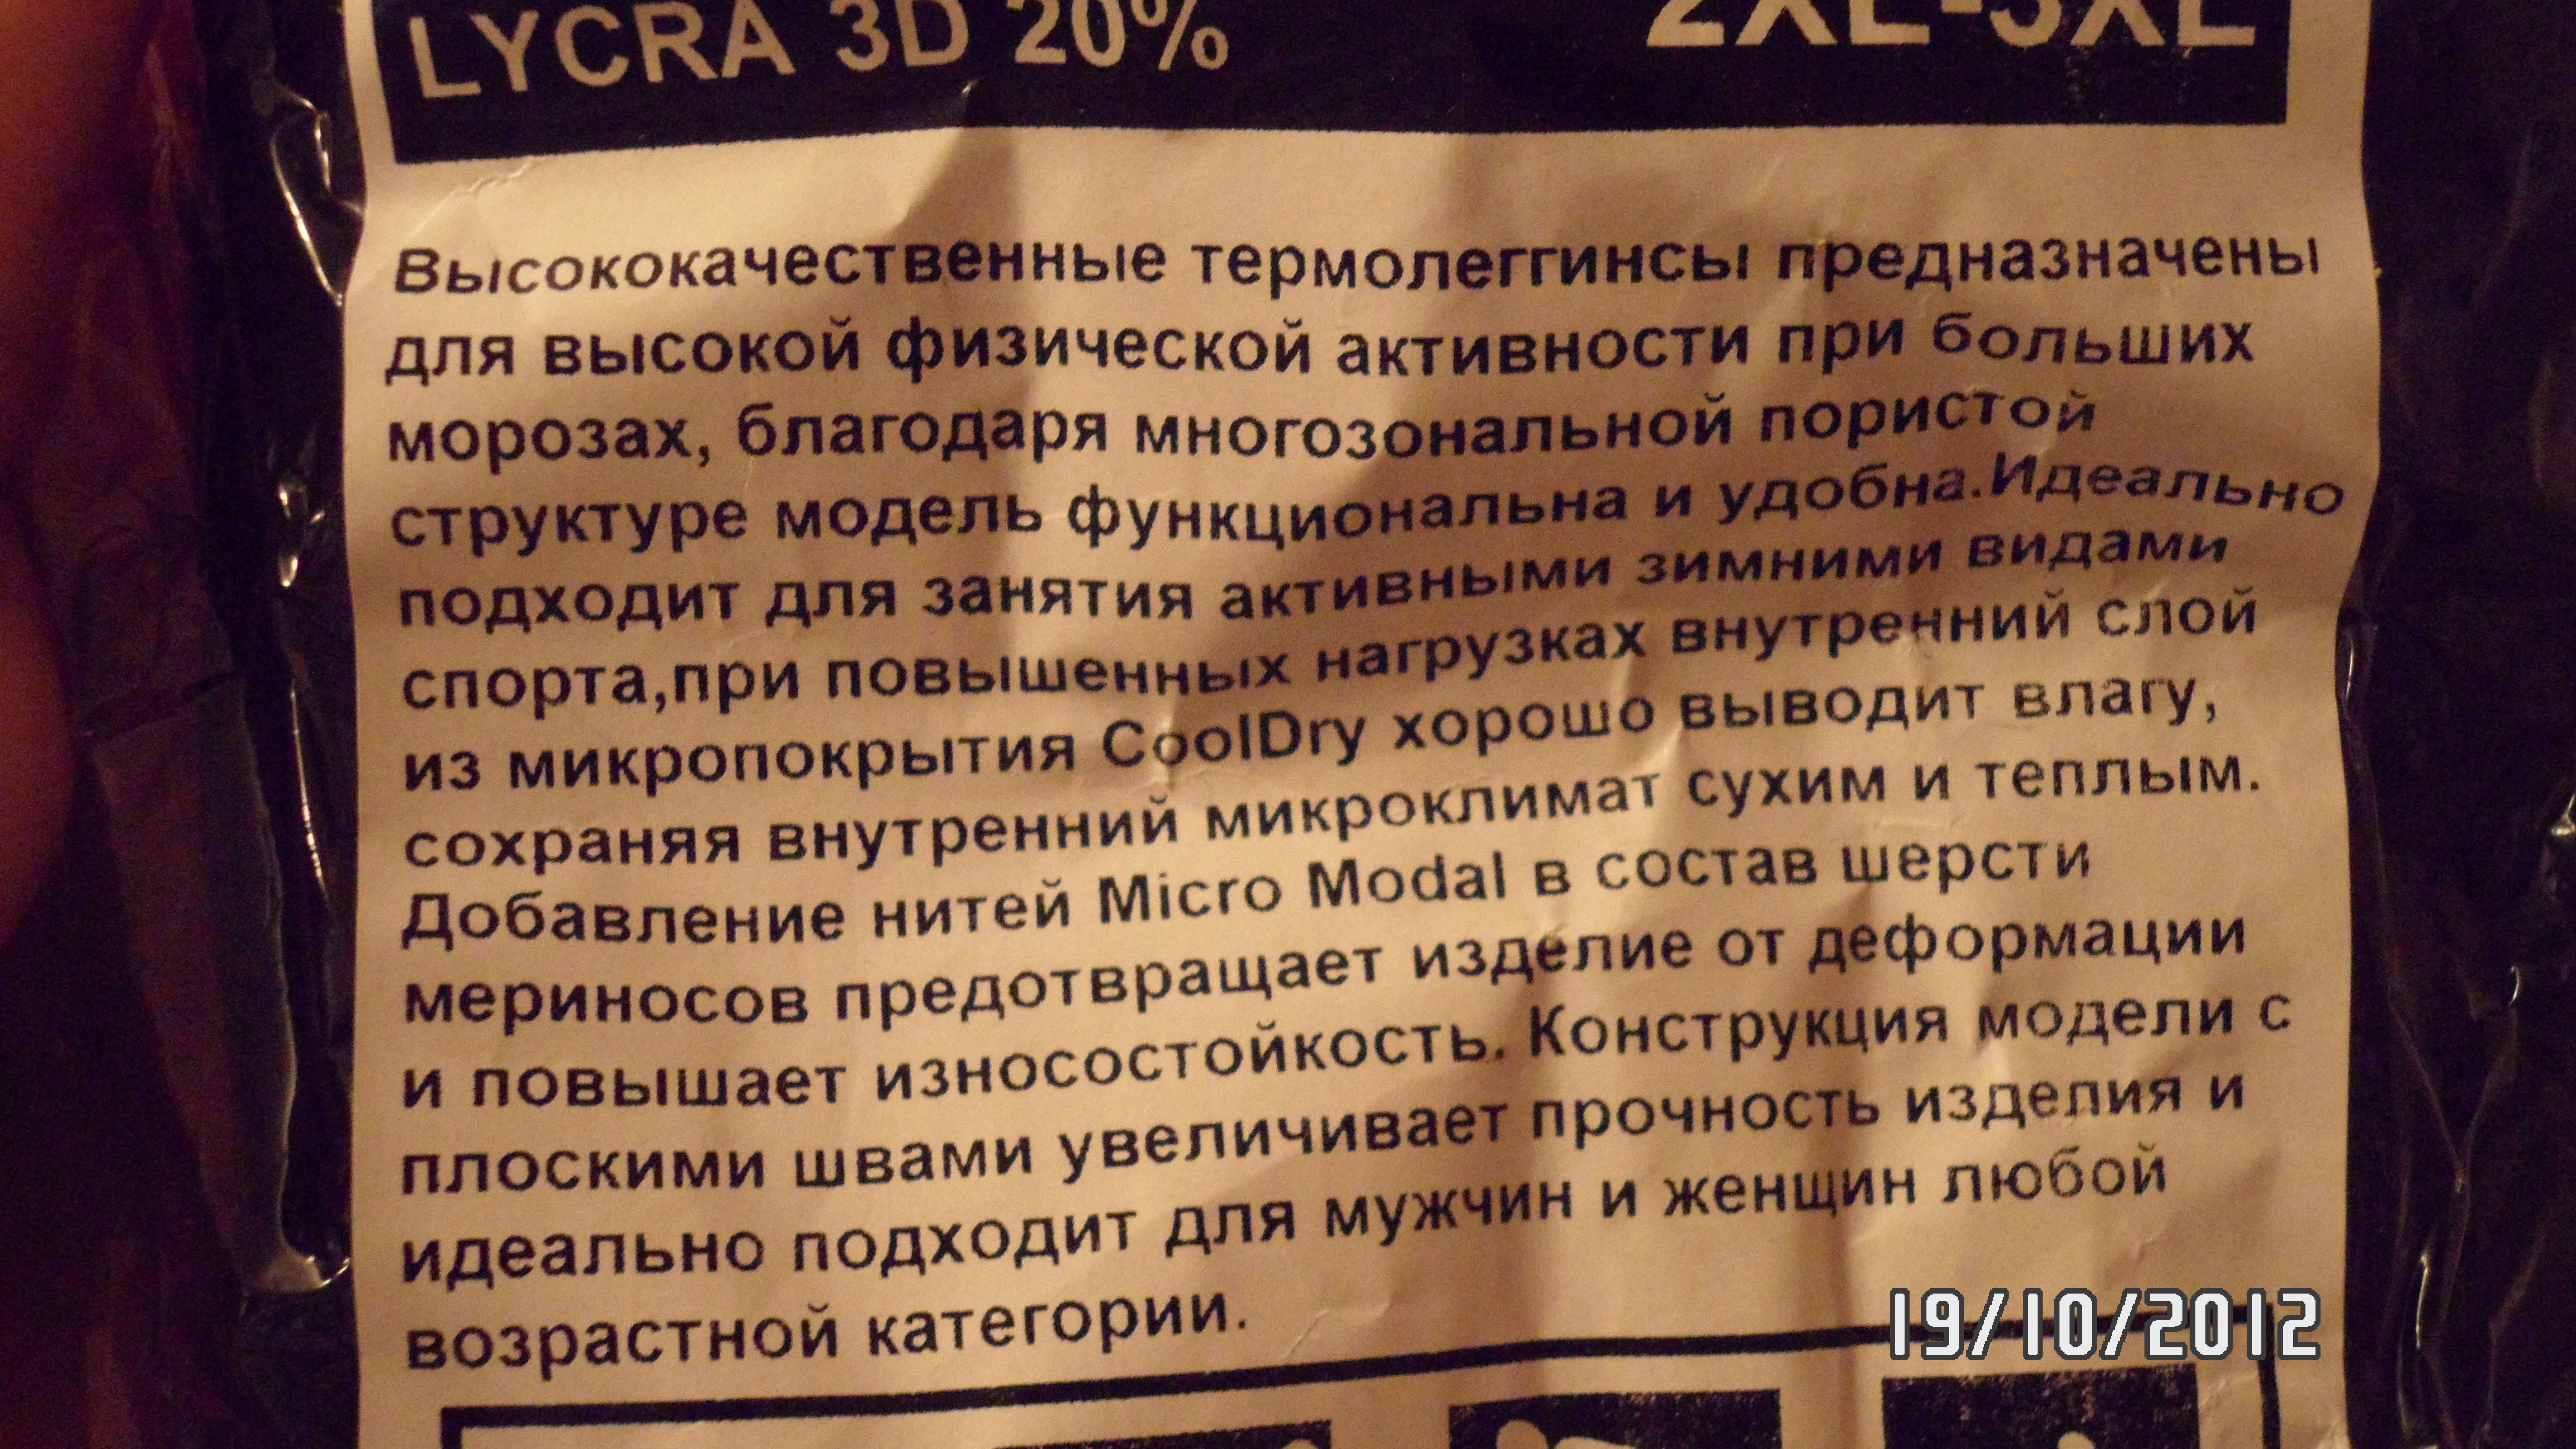 LYCRA 3D 20%
2XL-3XL
Высококачественные термолеггинсы предназначены
для высокой физической активности при больших
морозах, благодаря многозональной пористой
структуре модель функциональна и удобна.Идеально
подходит для занятия активными зимними видами
спорта,при повышенных нагрузках внутренний слой
из микропокрытия CoolDry хорошо выводит влагу,
сохраняя внутренний микроклимат сухим и теплым.
Добавление нитей Micro Modal в состав шерсти
мериносов предотвращает изделие от деформации
и повышает износостойкость. Конструкция модели с
плоскими швами увеличивает прочность изделия и
идеально подходит для мужчин и женщин любой
возрастной категории.
19/10/2012